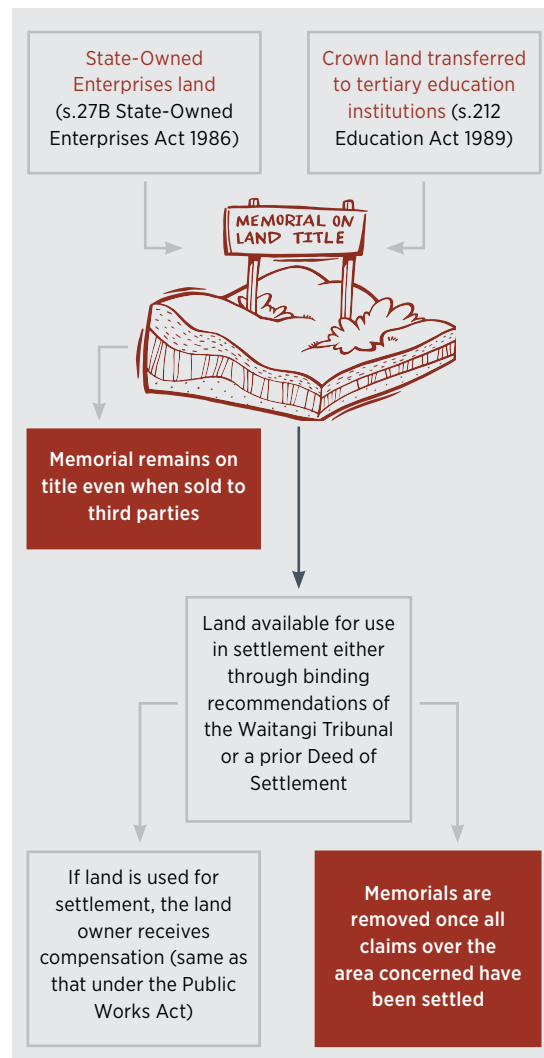 State-Owned
Enterprises land
(s.27B State-Owned
Enterprises Act 1986)
Crown land transferred
to tertiary education
institutions (s.212
Education Act 1989)
MEMORIAL ON
LAND TITLE
Memorial remains on
title even when sold to
third parties
Land available for use
in settlement either
through binding
recommendations of
the Waitangi Tribunal
or a prior Deed of
Settlement
If land is used for
settlement, the land
owner receives
compensation (same as
that under the Public
Works Act)
Memorials are
removed once all
claims over the
area concerned have
been settled